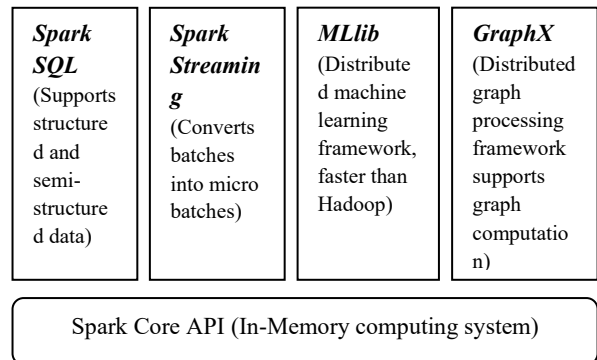 Spark
SQL
(Supports
structure
d and
semi-
structure
d data)
Spark
Streamin
g
(Converts
batches
into micro
batches)
MLlib
(Distribute
d machine
learning
framework,
faster than
Hadoop)
GraphX
(Distributed
graph
processing
framework
supports
graph
computatio
n)
Spark Core API (In-Memory computing system)